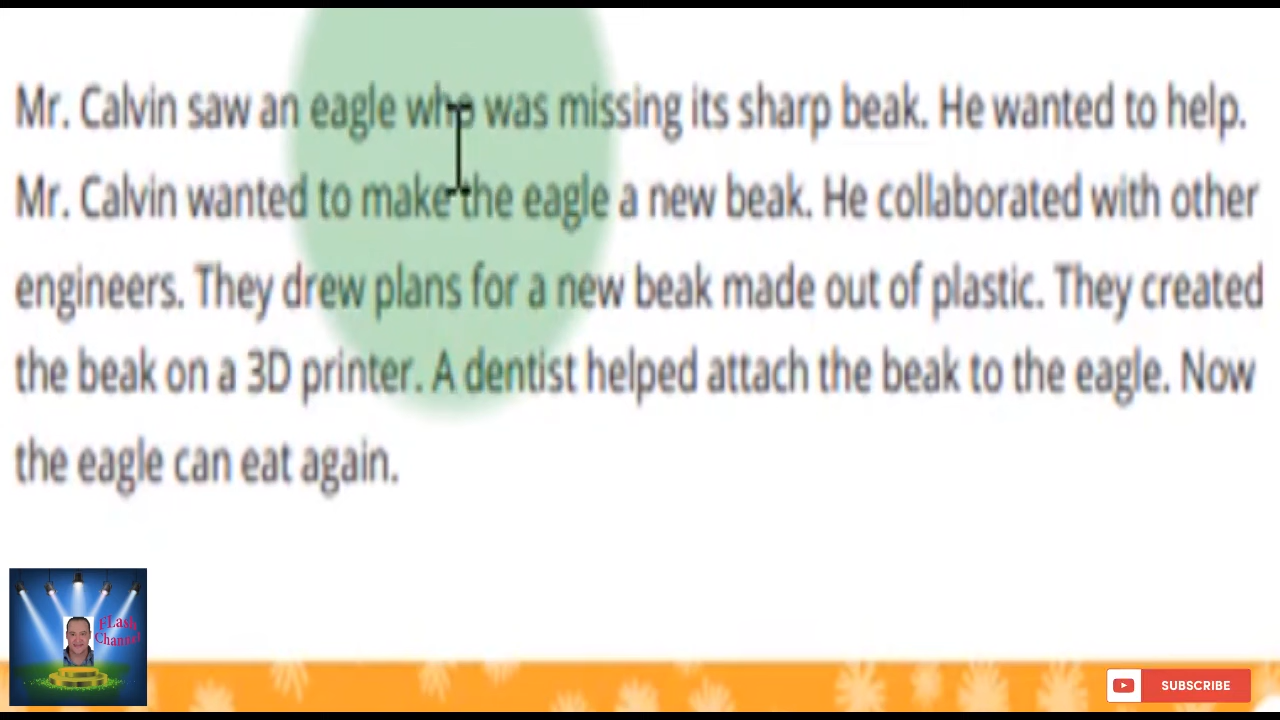 Mr. Calvin saw an eagle who was missing its sharp beak. He wanted to help.
Mr. Calvin wanted to make the eagle a new beak. He collaborated with other
engineers. They drew plans for a new beak made out of plastic. They created
the beak on a 3D printer. A dentist helped attach the beak to the eagle. Now
the eagle can eat again.
FLash
Channel
SUBSCRIBE